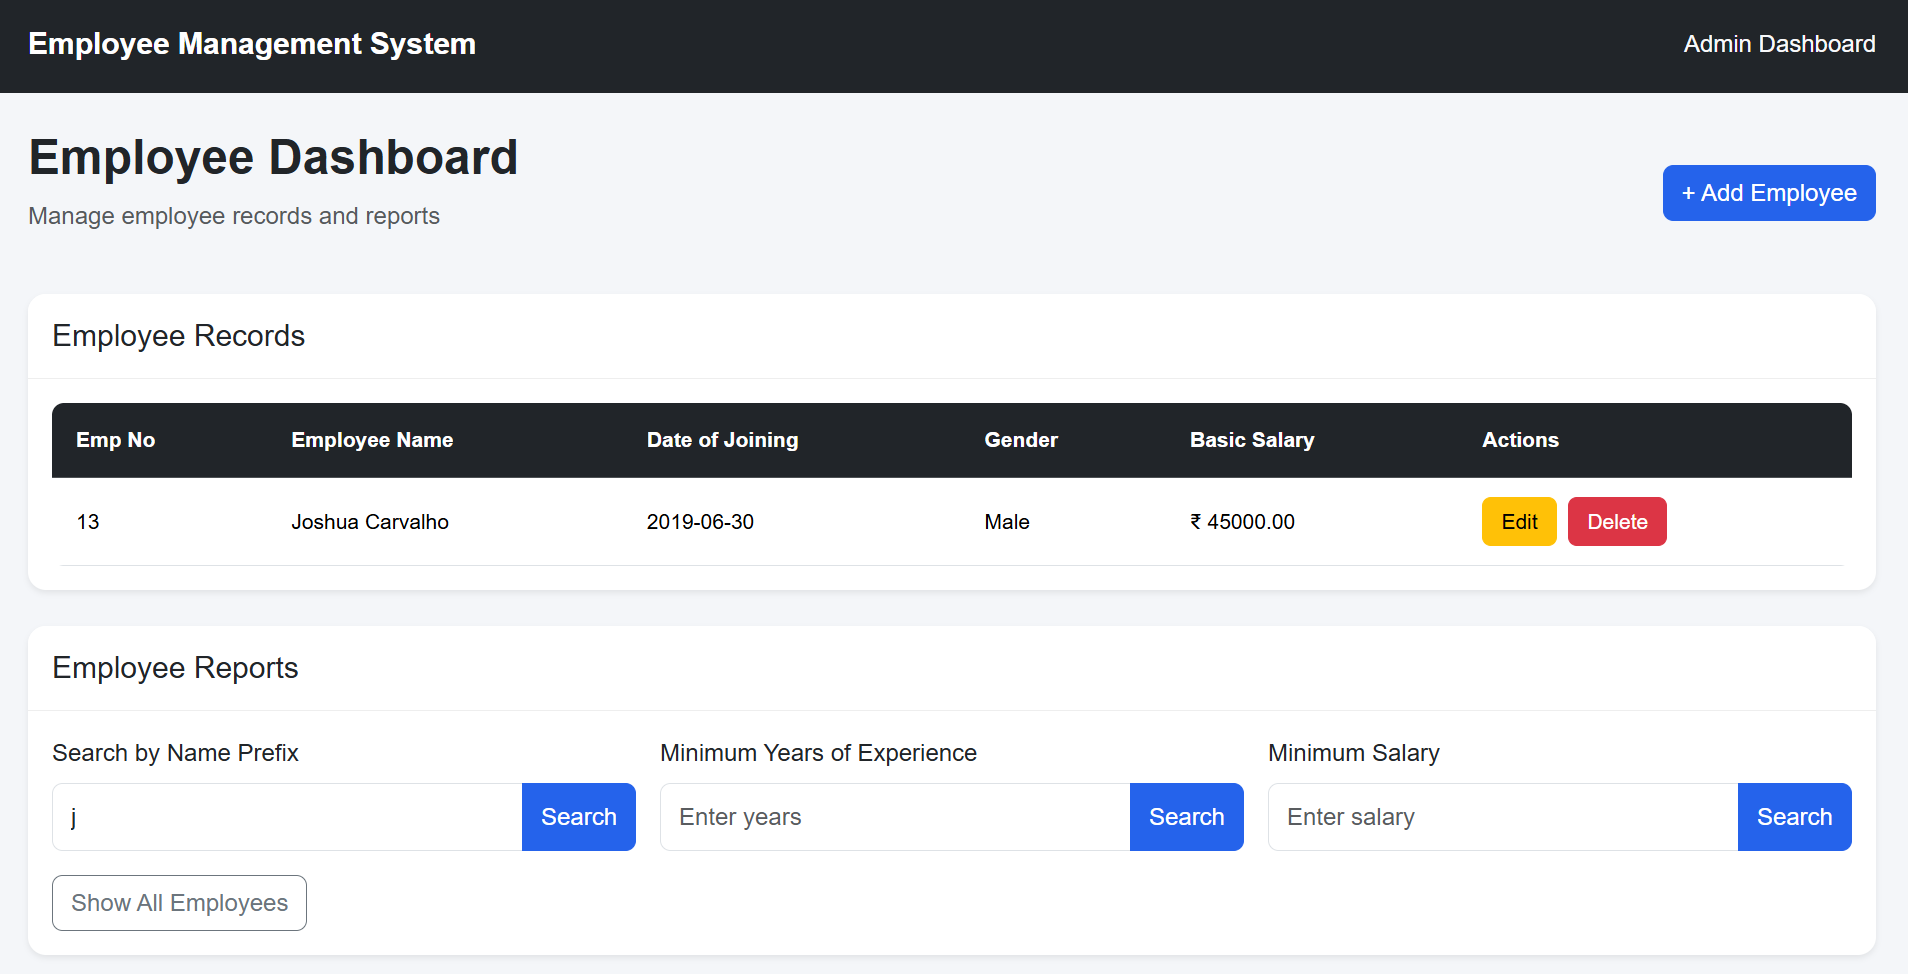 Employee Management System
Admin Dashboard
Employee Dashboard
Manage employee records and reports
+ Add Employee
Employee Records
Emp No Employee Name Date of Joining Gender Basic Salary Actions
13 Joshua Carvalho 2019-06-30 Male ₹ 45000.00 Edit Delete
Employee Reports
Search by Name Prefix Minimum Years of Experience Minimum Salary
j Search Enter years Search Enter salary Search
Show All Employees